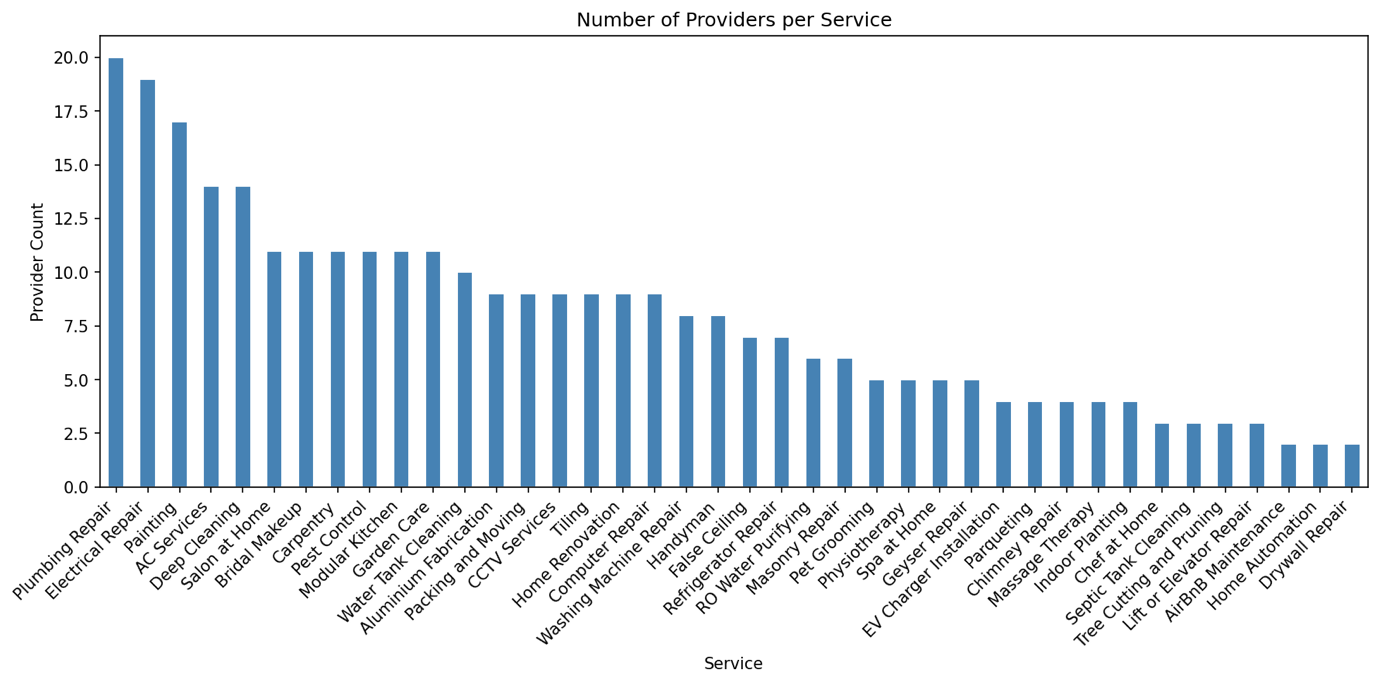 Number of Providers per Service
Provider Count
20.0
17.5
15.0
12.5
10.0
7.5
5.0
2.5
0.0
Plumbing Repair
Electrical Repair
Painting
AC Services
Deep Cleaning
Salon at Home
Bridal Makeup
Carpentry
Pest Control
Modular Kitchen
Garden Care
Water Tank Cleaning
Aluminium Fabrication
Packing and Moving
CCTV Services
Tiling
Home Renovation
Computer Repair
Washing Machine Repair
Handyman
False Ceiling
Refrigerator Repair
RO Water Purifying
Masonry Repair
Pet Grooming
Physiotherapy
Spa at Home
Geyser Repair
EV Charger Installation
Parqueting
Chimney Repair
Massage Therapy
Indoor Planting
Chef at Home
Septic Tank Cleaning
Tree Cutting and Pruning
Lift or Elevator Repair
AirBnB Maintenance
Home Automation
Drywall Repair
Service